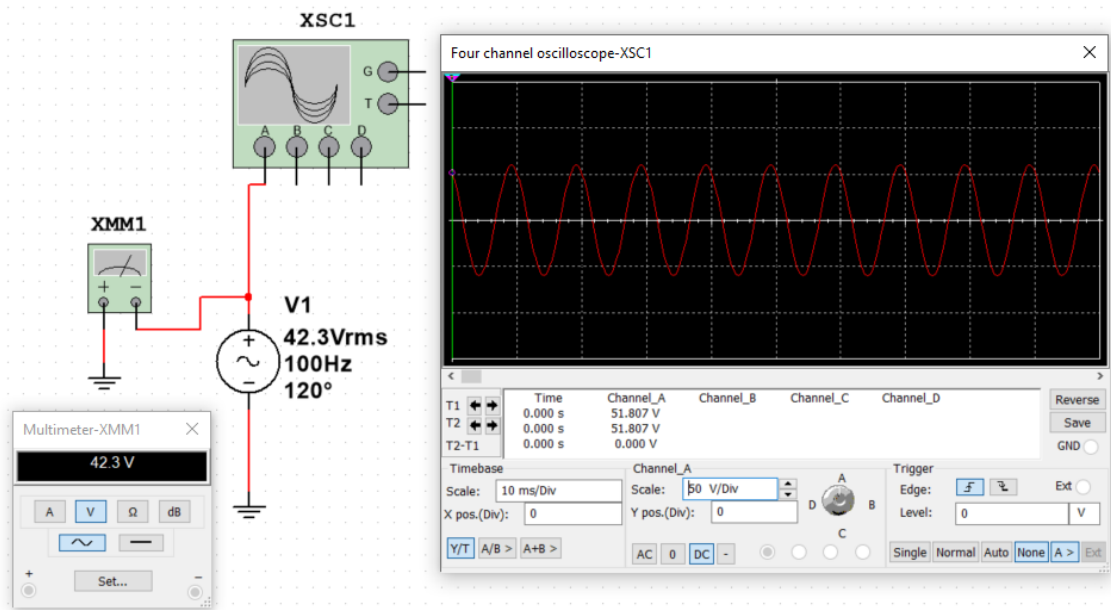 XSC1
G
T
A B C D
XMM1
+ −
V1
+
42.3Vrms
100Hz
−
120°
Multimeter-XMM1
42.3 V
A V Ω dB
Set...
+ −
Four channel oscilloscope-XSC1
Time Channel_A Channel_B Channel_C Channel_D
T1 0.000 s 51.807 V
T2 0.000 s 51.807 V
T2-T1 0.000 s 0.000 V
Reverse
Save
GND
Timebase
Scale: 10 ms/Div
X pos.(Div): 0
Y/T A/B > A+B >
Channel_A
Scale: 50 V/Div
Y pos.(Div): 0
AC 0 DC -
A
D B
C
Trigger
Edge: Ext
Level: 0 V
Single Normal Auto None A > Ext